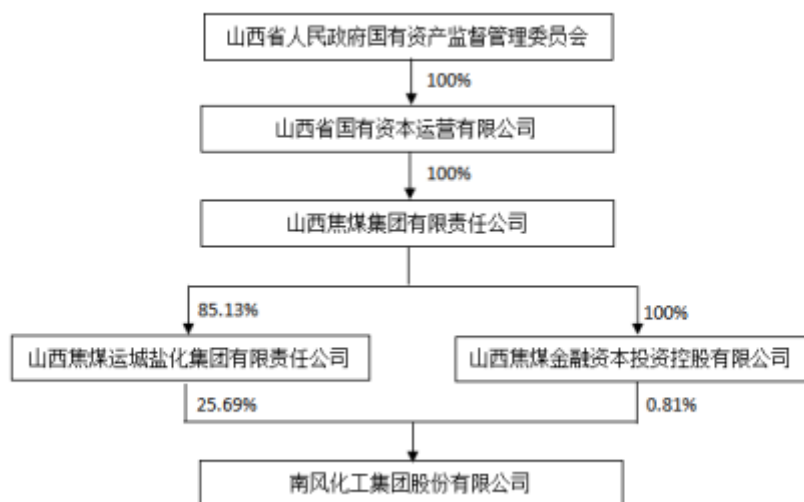 山西省人民政府国有资产监督管理委员会
100%
山西省国有资本运营有限公司
100%
山西焦煤集团有限责任公司
85.13%
100%
山西焦煤运城盐化集团有限责任公司
山西焦煤金融资本投资控股有限公司
25.69%
0.81%
南风化工集团股份有限公司